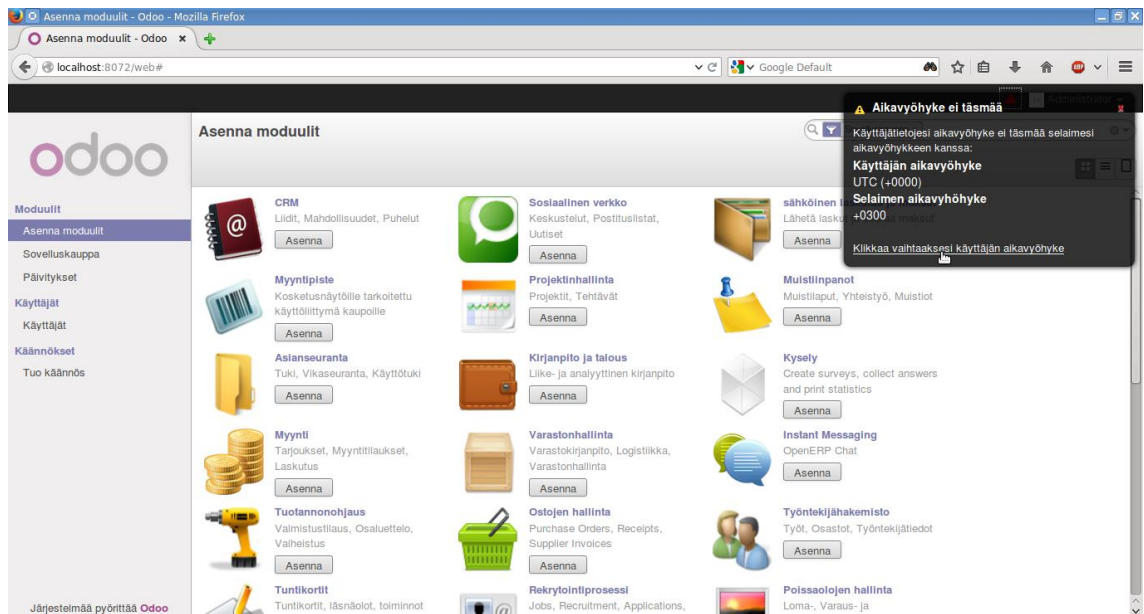 Asenna moduulit - Odoo - Mozilla Firefox
Asenna moduulit - Odoo
localhost:8072/web#
Google Default
Administrator
odoo
Asenna moduulit
Aikavyöhyke ei täsmää
Käyttäjätietojesi aikavyöhyke ei täsmää selaimesi
aikavyöhykkeen kanssa:
Käyttäjän aikavyöhyke
UTC (+0000)
Selaimen aikavyhöhyke
+0300
Klikkaa vaihtaaksesi käyttäjän aikavyöhyke
Moduulit
Asenna moduulit
Sovelluskauppa
Päivitykset
Käyttäjät
Käyttäjät
Käännökset
Tuo käännös
Järjestelmää pyörittää Odoo
CRM
Liidit, Mahdollisuudet, Puhelut
Asenna
Sosiaalinen verkko
Keskustelut, Postituslistat,
Uutiset
Asenna
sähköinen
Lähetä laskut
Asenna
Myyntipiste
Kosketusnäytölle tarkoitettu
käyttöliittymä kaupoille
Asenna
Projektinhallinta
Projektit, Tehtävät
Asenna
Muistiinpanot
Muistilaput, Yhteistyö, Muistiot
Asenna
Asianseuranta
Tuki, Vikaseuranta, Käyttötuki
Asenna
Kirjanpito ja talous
Liike- ja analyyttinen kirjanpito
Asenna
Kysely
Create surveys, collect answers
and print statistics
Asenna
Myynti
Tarjoukset, Myyntitilaukset,
Laskutus
Asenna
Varastonhallinta
Varastokirjanpito, Logistiikka,
Varastonhallinta
Asenna
Instant Messaging
OpenERP Chat
Asenna
Tuotannonohjaus
Valmistustilaus, Osaluettelo,
Vaiheistus
Asenna
Ostojen hallinta
Purchase Orders, Receipts,
Supplier Invoices
Asenna
Työntekijähakemisto
Työt, Osastot, Työntekijätiedot
Asenna
Tuntikortit
Tuntikortit, läsnäolot, toiminnot
Rekrytointiprosessi
Jobs, Recruitment, Applications,
Poissaolojen hallinta
Loma-, Varaus- ja